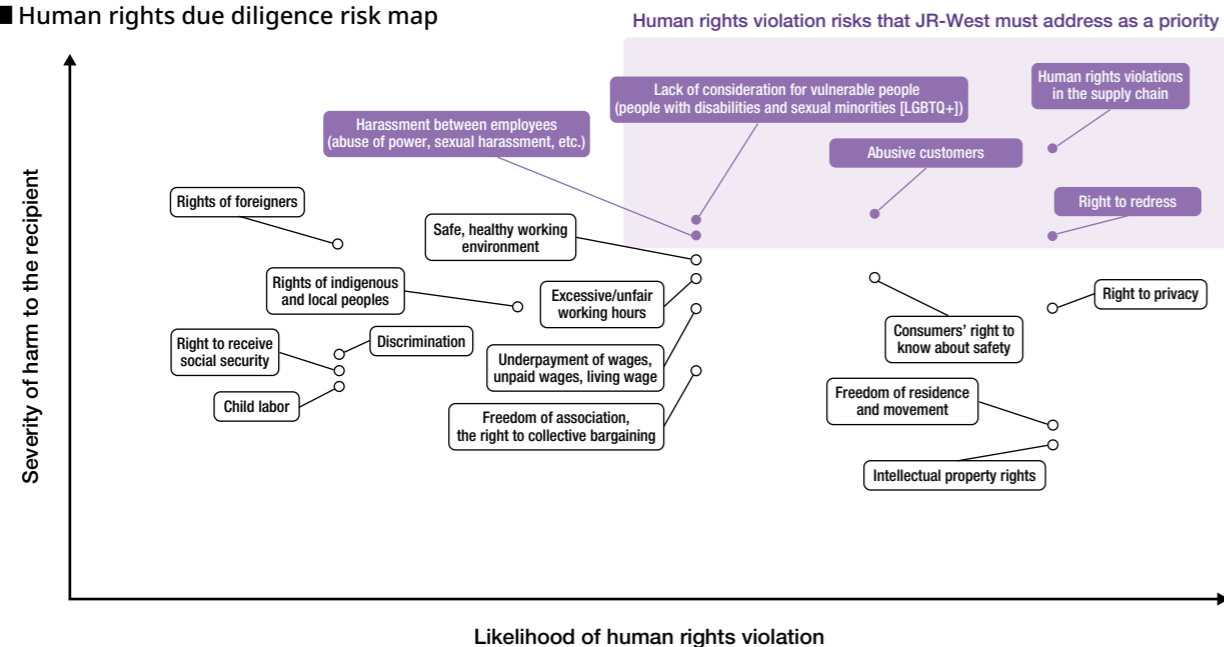 ■ Human rights due diligence risk map
Human rights violation risks that JR-West must address as a priority
Lack of consideration for vulnerable people
(people with disabilities and sexual minorities [LGBTQ+])
Human rights violations
in the supply chain
Harassment between employees
(abuse of power, sexual harassment, etc.)
Abusive customers
Rights of foreigners
Right to redress
Safe, healthy working
environment
Rights of indigenous
and local peoples
Excessive/unfair
working hours
Right to privacy
Right to receive
social security
Discrimination
Consumers’ right to
know about safety
Underpayment of wages,
unpaid wages, living wage
Child labor
Freedom of residence
and movement
Freedom of association,
the right to collective bargaining
Intellectual property rights
Severity of harm to the recipient
Likelihood of human rights violation